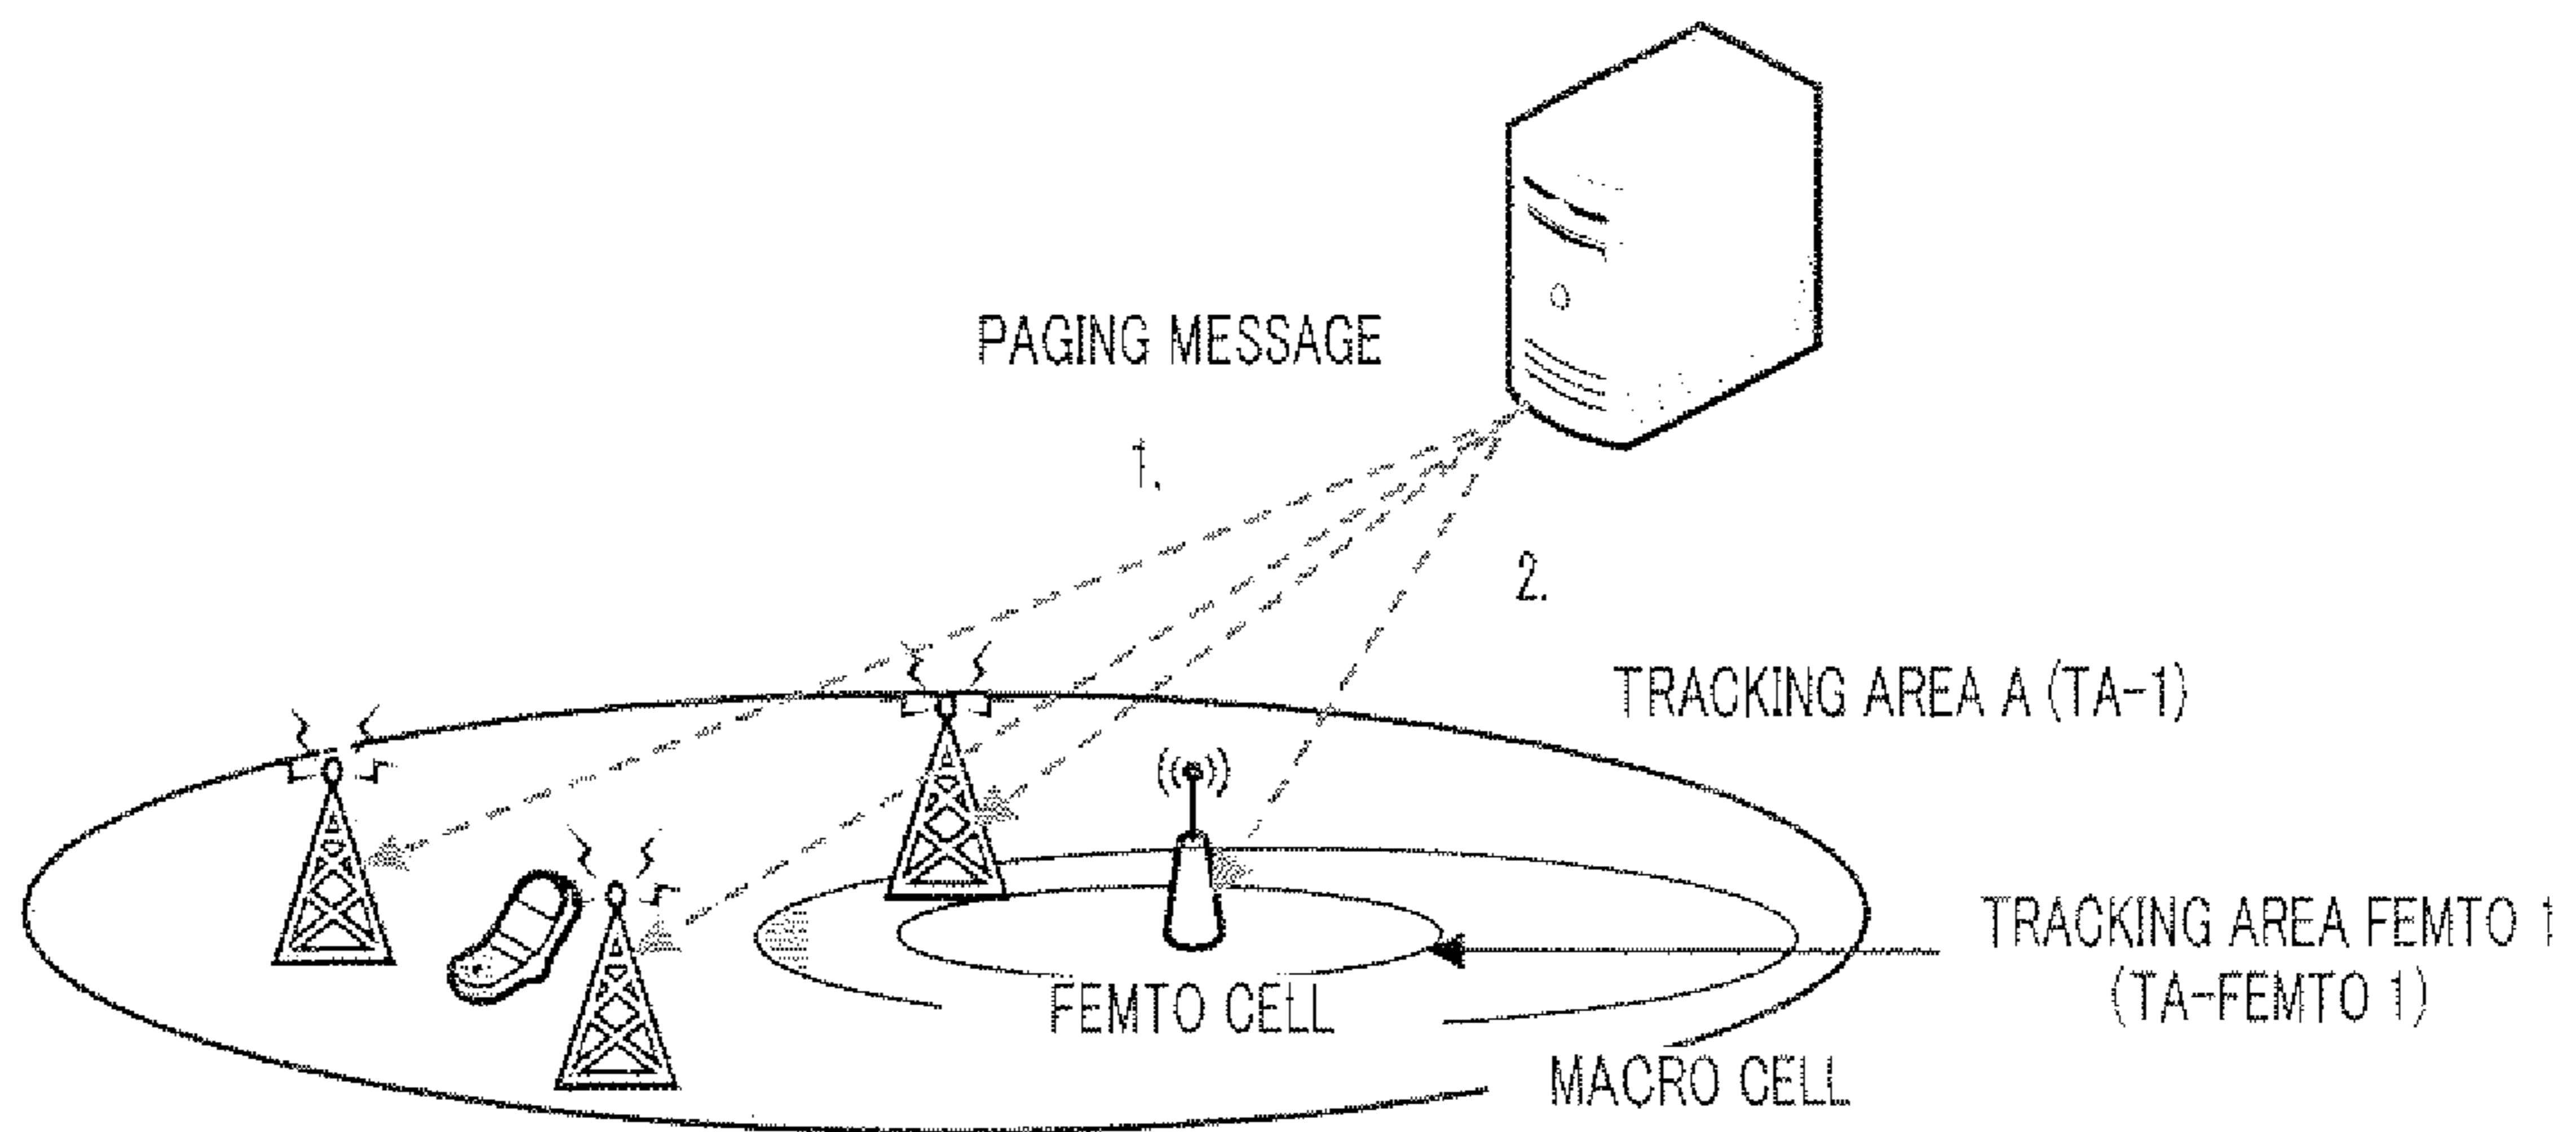 PAGING MESSAGE
1.
2.
TRACKING AREA A (TA-1)
TRACKING AREA FEMTO 1
(TA-FEMTO 1)
FEMTO CELL
MACRO CELL